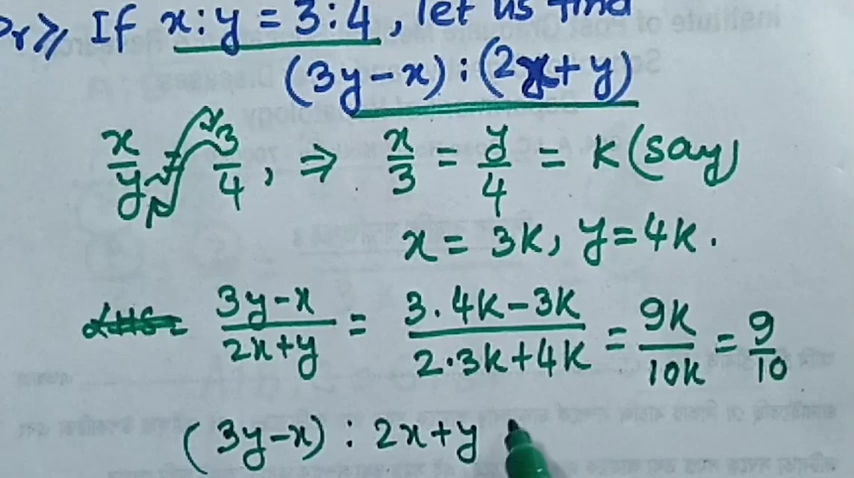 Pr⩾ If x:y = 3:4, let us find
(3y-x):(2x+y)
x/y = 3/4, ⇒ x/3 = y/4 = K (say)
x = 3K, y = 4K.
(3y-x)/(2x+y) = (3.4K-3K)/(2.3K+4K) = 9K/10K = 9/10
(3y-x) : 2x+y